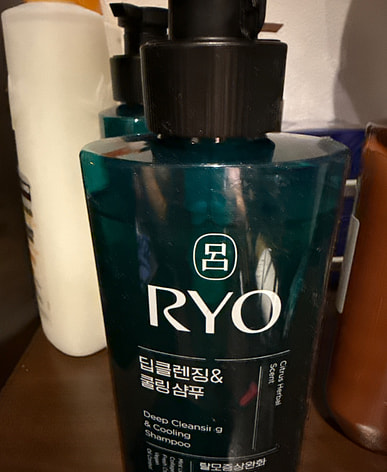 呂
RYO
딥클렌징&
쿨링샴푸
Citrus Herbal
Scent
Deep Cleansing
& Cooling
Shampoo
탈모증상완화